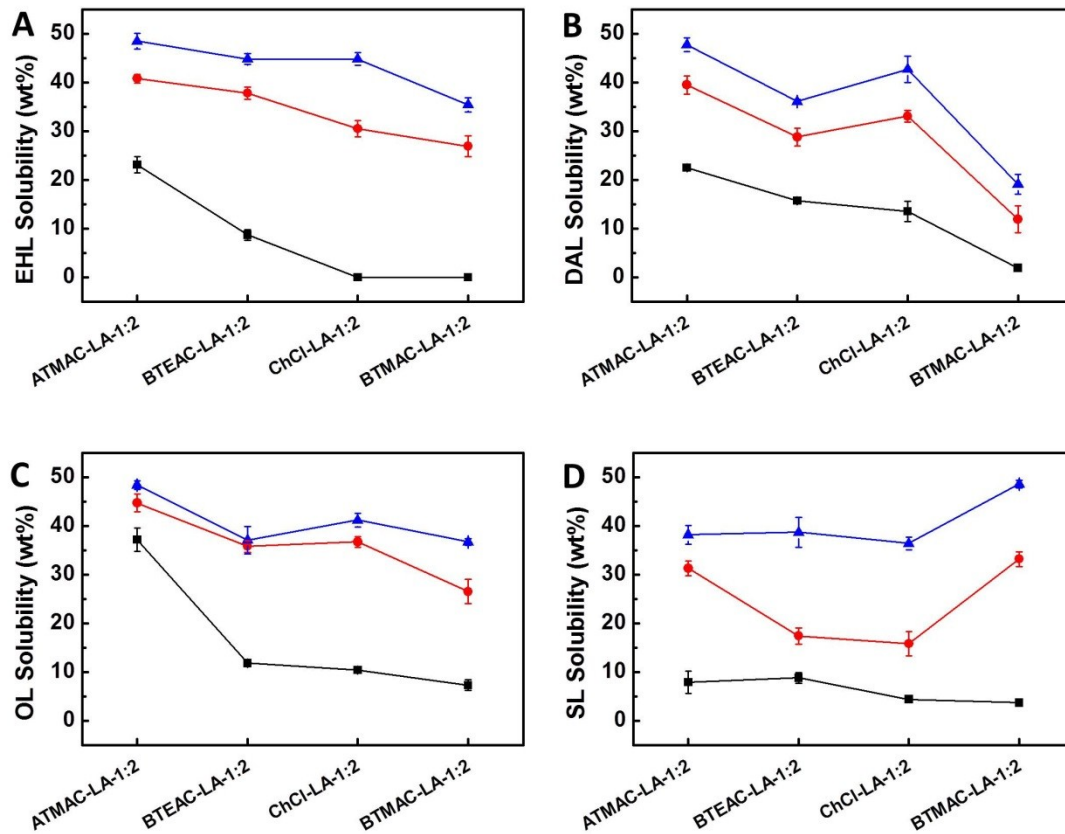 A
EHL Solubility (wt%)
50
40
30
20
10
0
ATMAC-LA-1:2
BTEAC-LA-1:2
ChCl-LA-1:2
BTMAC-LA-1:2
B
DAL Solubility (wt%)
50
40
30
20
10
0
ATMAC-LA-1:2
BTEAC-LA-1:2
ChCl-LA-1:2
BTMAC-LA-1:2
C
OL Solubility (wt%)
50
40
30
20
10
0
ATMAC-LA-1:2
BTEAC-LA-1:2
ChCl-LA-1:2
BTMAC-LA-1:2
D
SL Solubility (wt%)
50
40
30
20
10
0
ATMAC-LA-1:2
BTEAC-LA-1:2
ChCl-LA-1:2
BTMAC-LA-1:2